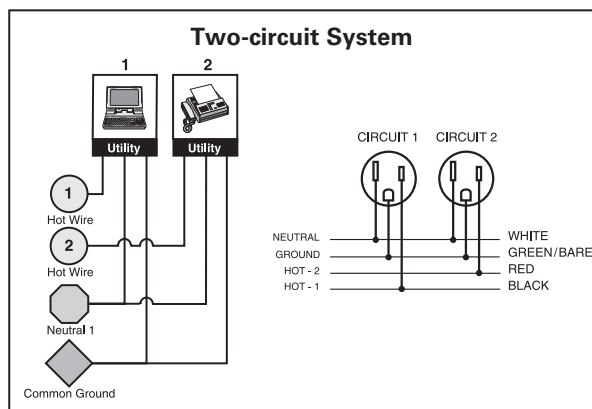 Two-circuit System
1 2
Utility Utility
1
Hot Wire
2
Hot Wire
Neutral 1
Common Ground
CIRCUIT 1 CIRCUIT 2
NEUTRAL WHITE
GROUND GREEN/BARE
HOT - 2 RED
HOT - 1 BLACK